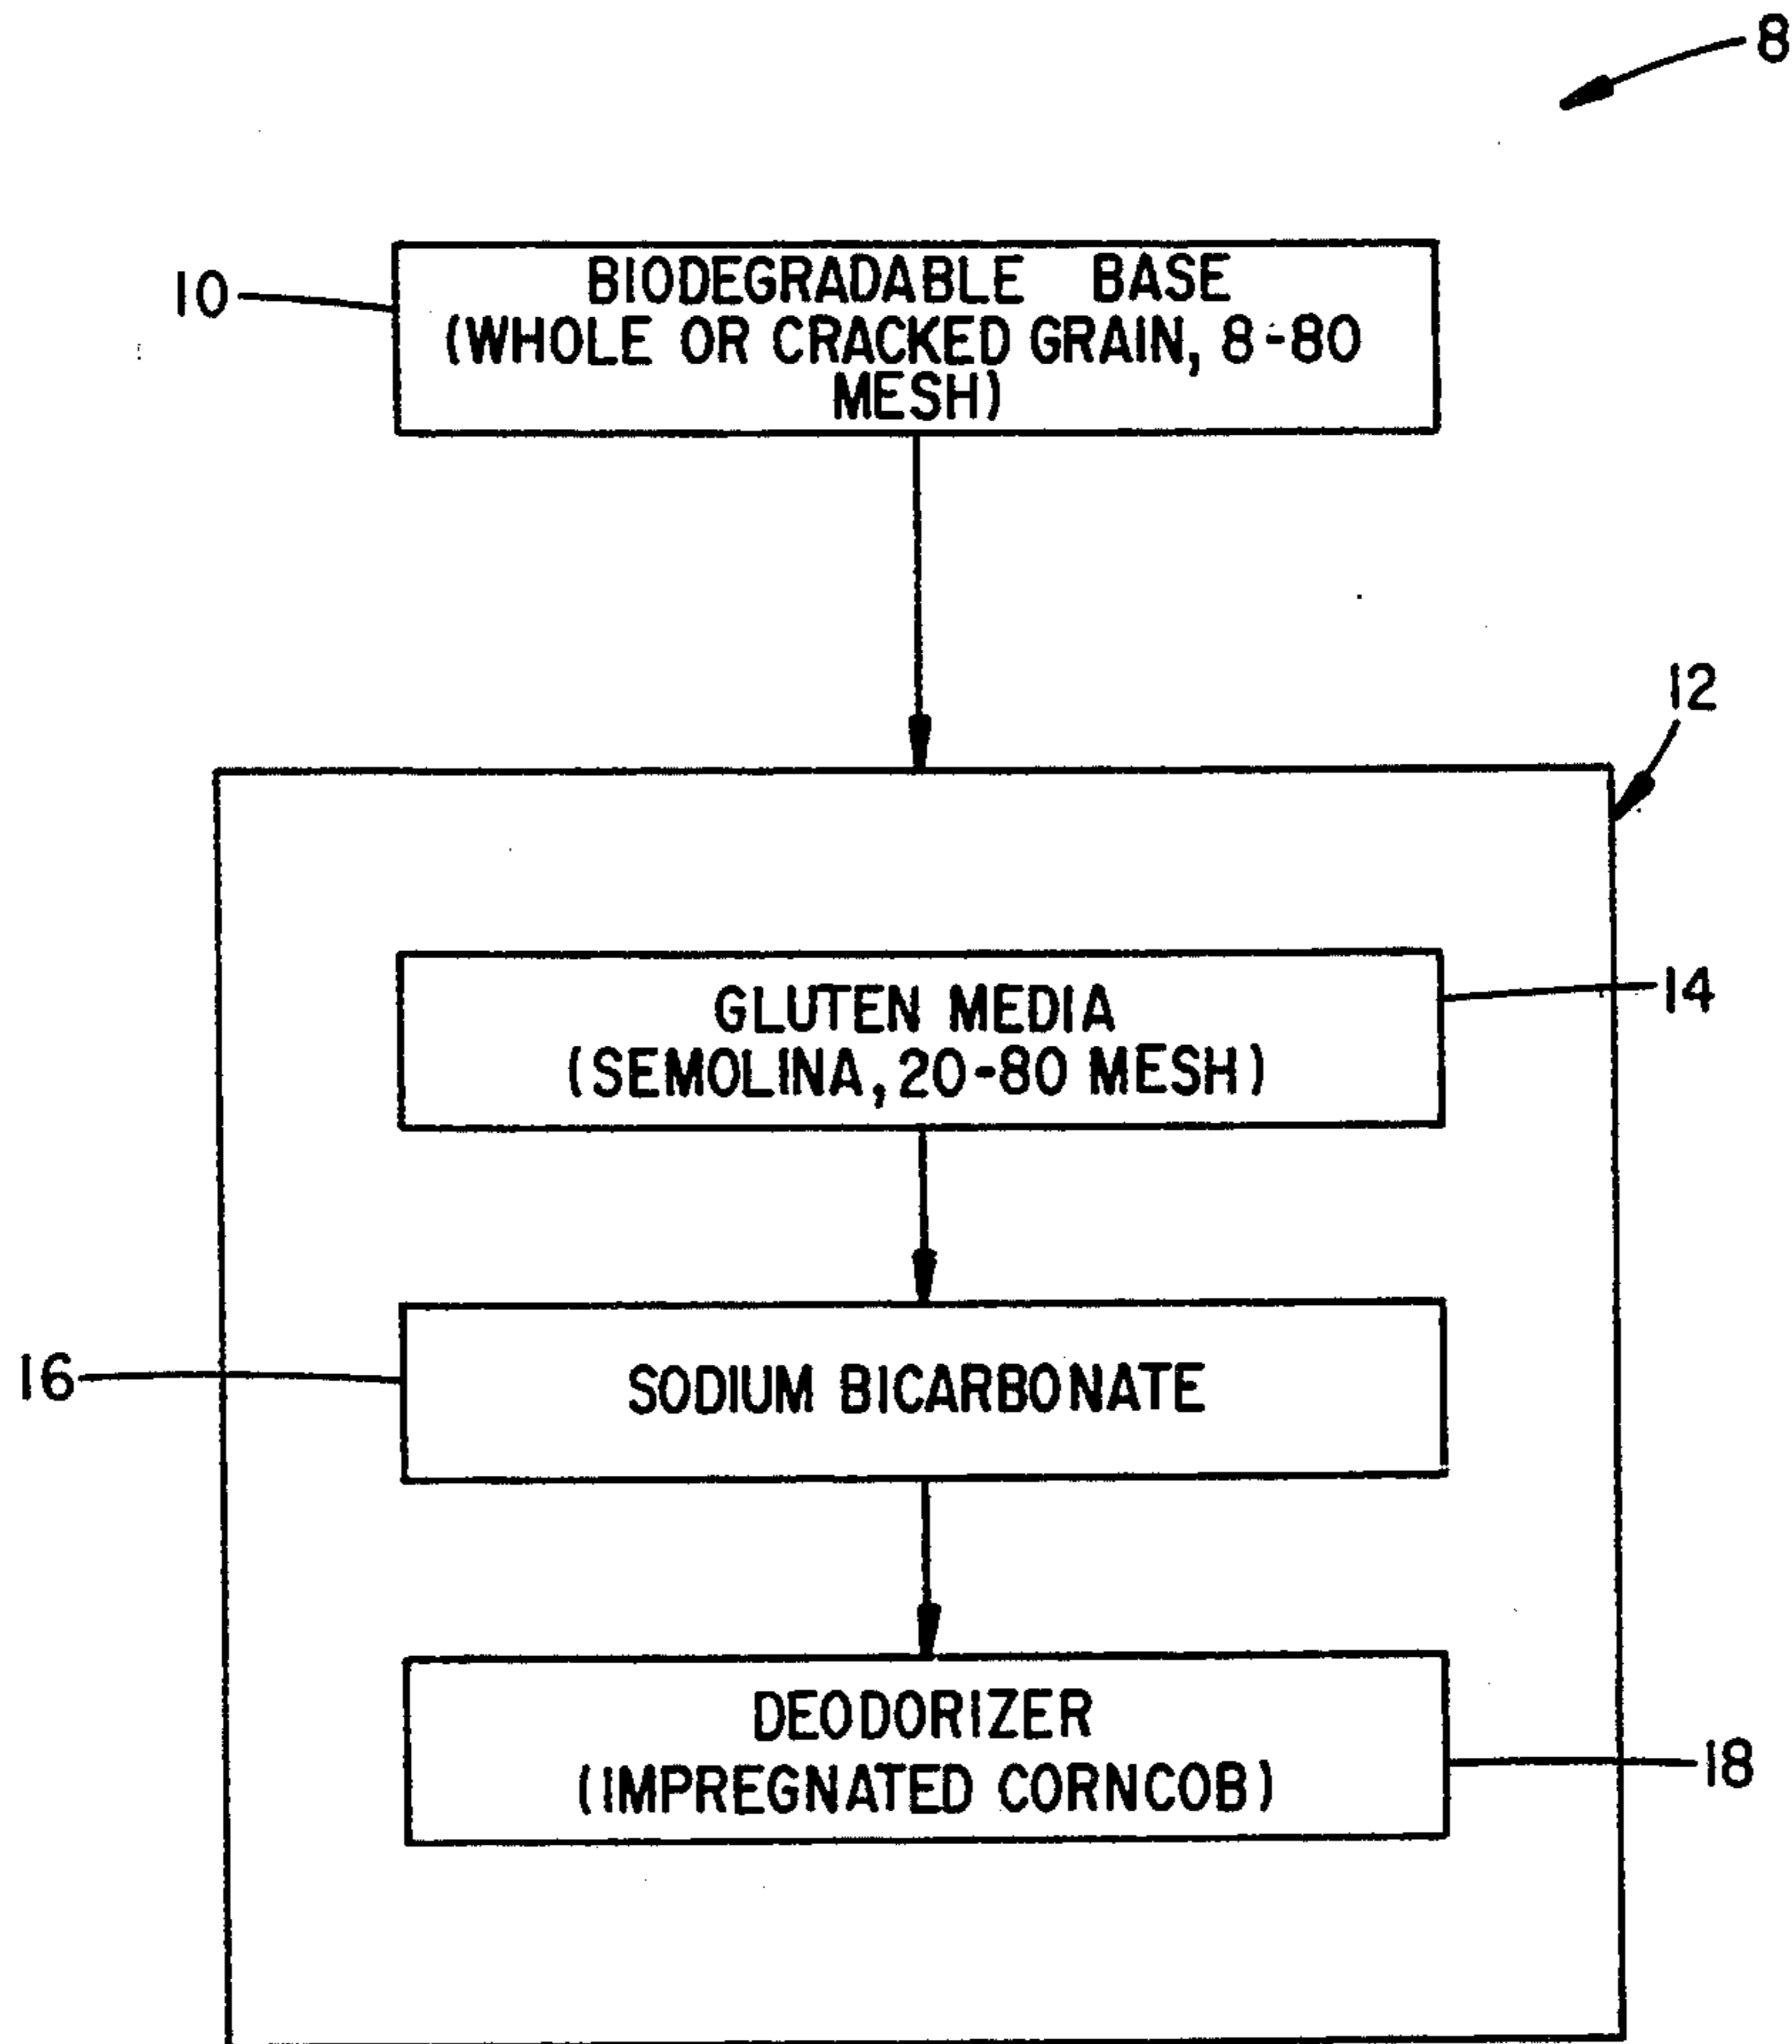 8
10
BIODEGRADABLE BASE
(WHOLE OR CRACKED GRAIN, 8-80
MESH)
12
GLUTEN MEDIA
(SEMOLINA, 20-80 MESH)
14
16
SODIUM BICARBONATE
DEODORIZER
(IMPREGNATED CORNCOB)
18